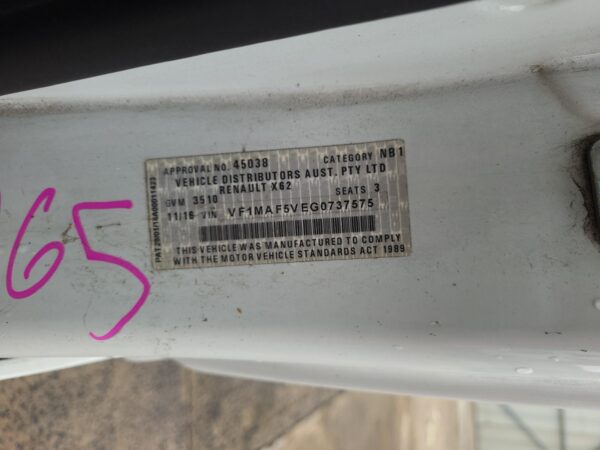 APPROVAL NO. 45038 CATEGORY NB1
VEHICLE DISTRIBUTORS AUST. PTY LTD
RENAULT X62
GVM 3510 SEATS 3
11/16 VIN VF1MAF5VEG0737575
THIS VEHICLE WAS MANUFACTURED TO COMPLY
WITH THE MOTOR VEHICLE STANDARDS ACT 1989
65